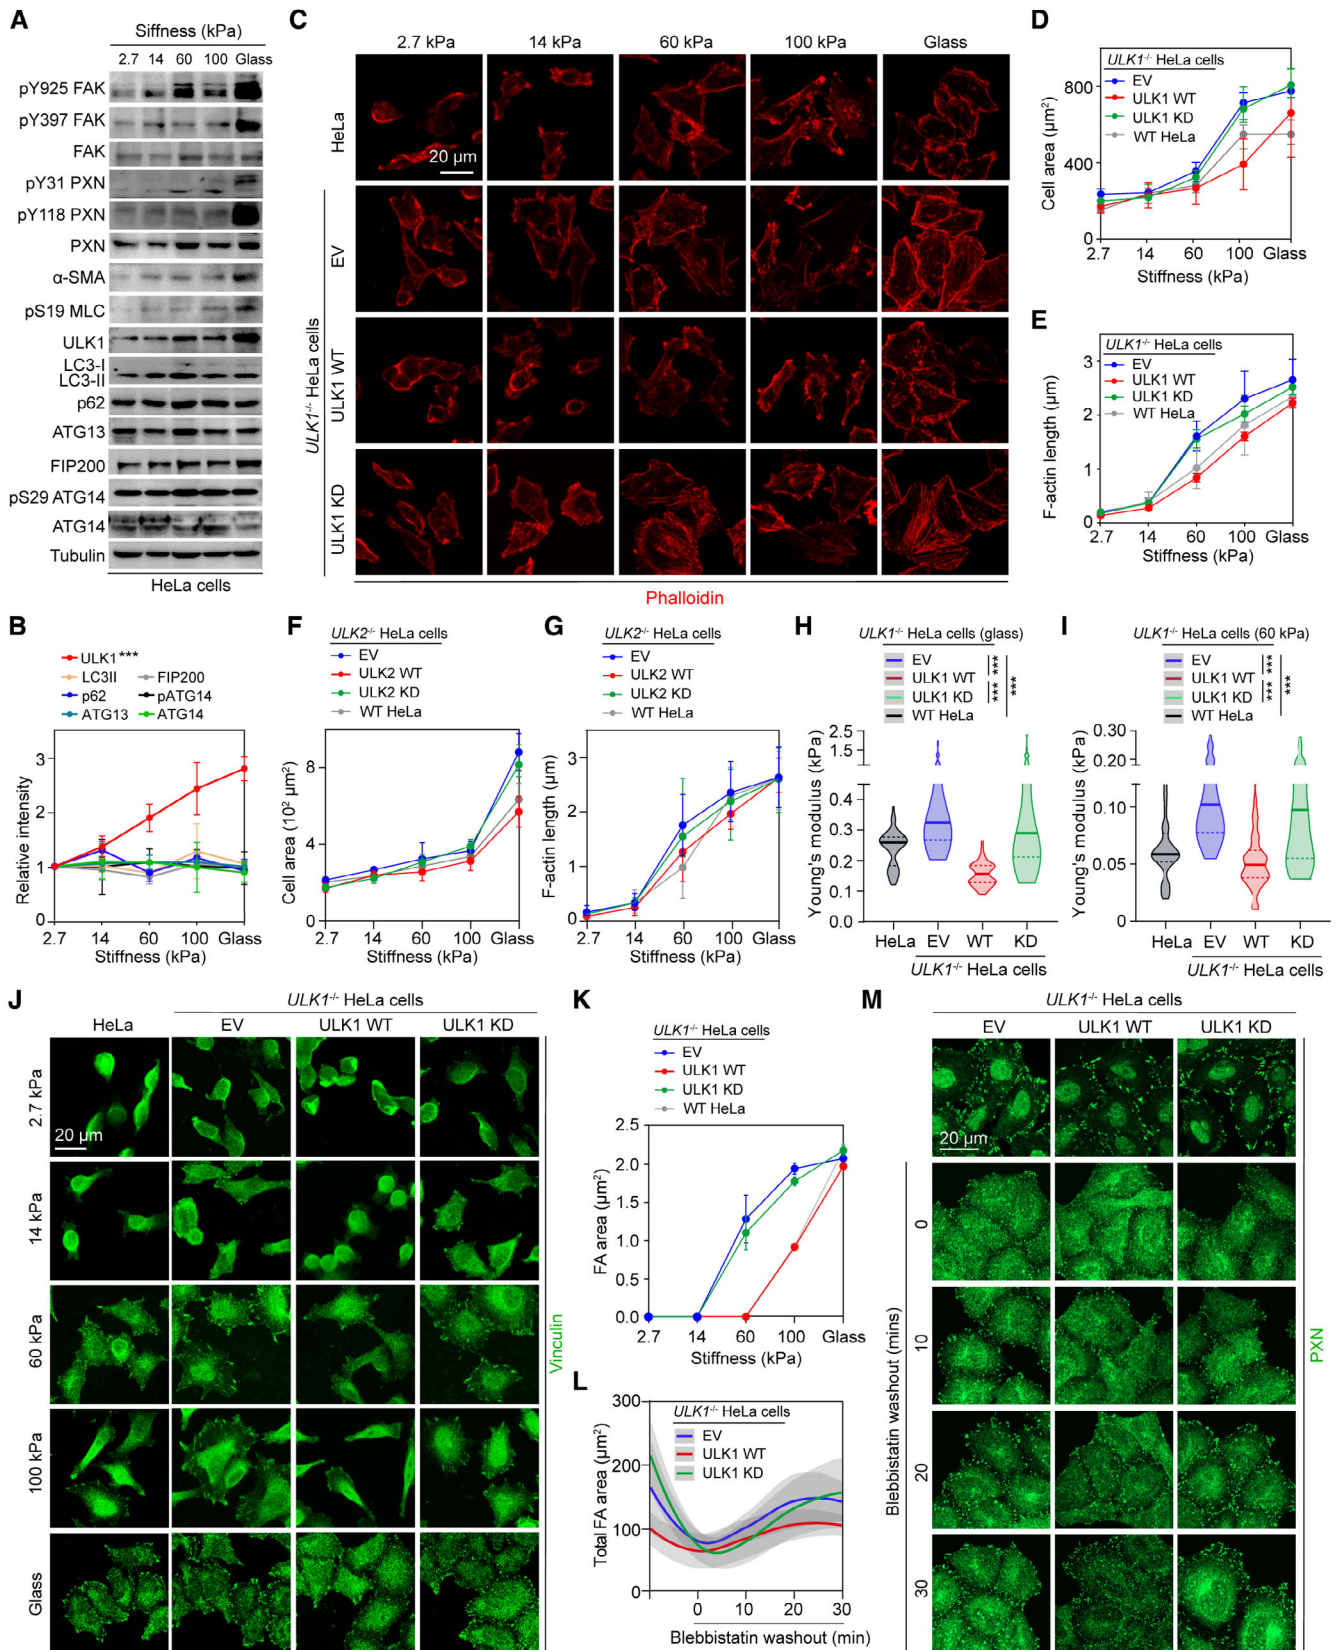 A
Siffness (kPa)
2.7 14 60 100 Glass
pY925 FAK
pY397 FAK
FAK
pY31 PXN
pY118 PXN
PXN
α-SMA
pS19 MLC
ULK1
LC3-I
LC3-II
p62
ATG13
FIP200
pS29 ATG14
ATG14
Tubulin
HeLa cells
C
2.7 kPa 14 kPa 60 kPa 100 kPa Glass
HeLa
20 µm
ULK1-/- HeLa cells
EV
ULK1 WT
ULK1 KD
Phalloidin
D
ULK1-/- HeLa cells
EV
ULK1 WT
ULK1 KD
WT HeLa
Cell area (µm²)
800
400
0
2.7 14 60 100 Glass
Stiffness (kPa)
E
ULK1-/- HeLa cells
EV
ULK1 WT
ULK1 KD
WT HeLa
F-actin length (µm)
3
2
1
0
2.7 14 60 100 Glass
Stiffness (kPa)
B
ULK1 ***
LC3II FIP200
p62 pATG14
ATG13 ATG14
Relative intensity
3
2
1
0
2.7 14 60 100 Glass
Stiffness (kPa)
F
ULK2-/- HeLa cells
EV
ULK2 WT
ULK2 KD
WT HeLa
Cell area (10² µm²)
8
4
0
2.7 14 60 100 Glass
Stiffness (kPa)
G
ULK2-/- HeLa cells
EV
ULK2 WT
ULK2 KD
WT HeLa
F-actin length (µm)
3
2
1
0
2.7 14 60 100 Glass
Stiffness (kPa)
H
ULK1-/- HeLa cells (glass)
EV
ULK1 WT
ULK1 KD
WT HeLa
*** *** ***
Young's modulus (kPa)
2.5
1.5
0.4
0.3
0.2
0.1
0.0
HeLa EV WT KD
ULK1-/- HeLa cells
I
ULK1-/- HeLa cells (60 kPa)
EV
ULK1 WT
ULK1 KD
WT HeLa
*** *** ***
Young's modulus (kPa)
0.30
0.20
0.10
0.05
0.00
HeLa EV WT KD
ULK1-/- HeLa cells
J
ULK1-/- HeLa cells
HeLa EV ULK1 WT ULK1 KD
2.7 kPa
20 µm
14 kPa
60 kPa
100 kPa
Glass
Vinculin
K
ULK1-/- HeLa cells
EV
ULK1 WT
ULK1 KD
WT HeLa
FA area (µm²)
2.5
2.0
1.5
1.0
0.5
0.0
2.7 14 60 100 Glass
Stiffness (kPa)
L
ULK1-/- HeLa cells
EV
ULK1 WT
ULK1 KD
Total FA area (µm²)
300
200
100
0
0 10 20 30
Blebbistatin washout (min)
M
ULK1-/- HeLa cells
EV ULK1 WT ULK1 KD
20 µm
Blebbistatin washout (mins)
0
10
20
30
PXN